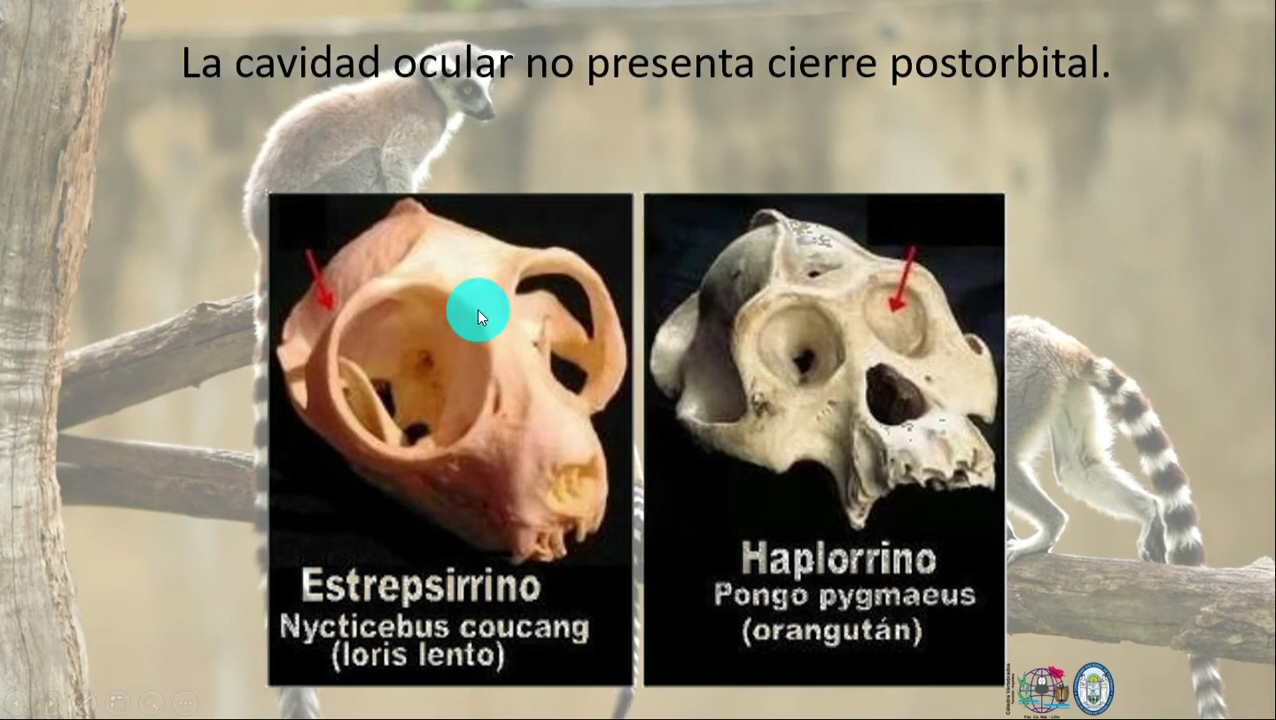 La cavidad ocular no presenta cierre postorbital.
Estrepsirrino
Nycticebus coucang
(loris lento)
Haplorrino
Pongo pygmaeus
(orangután)